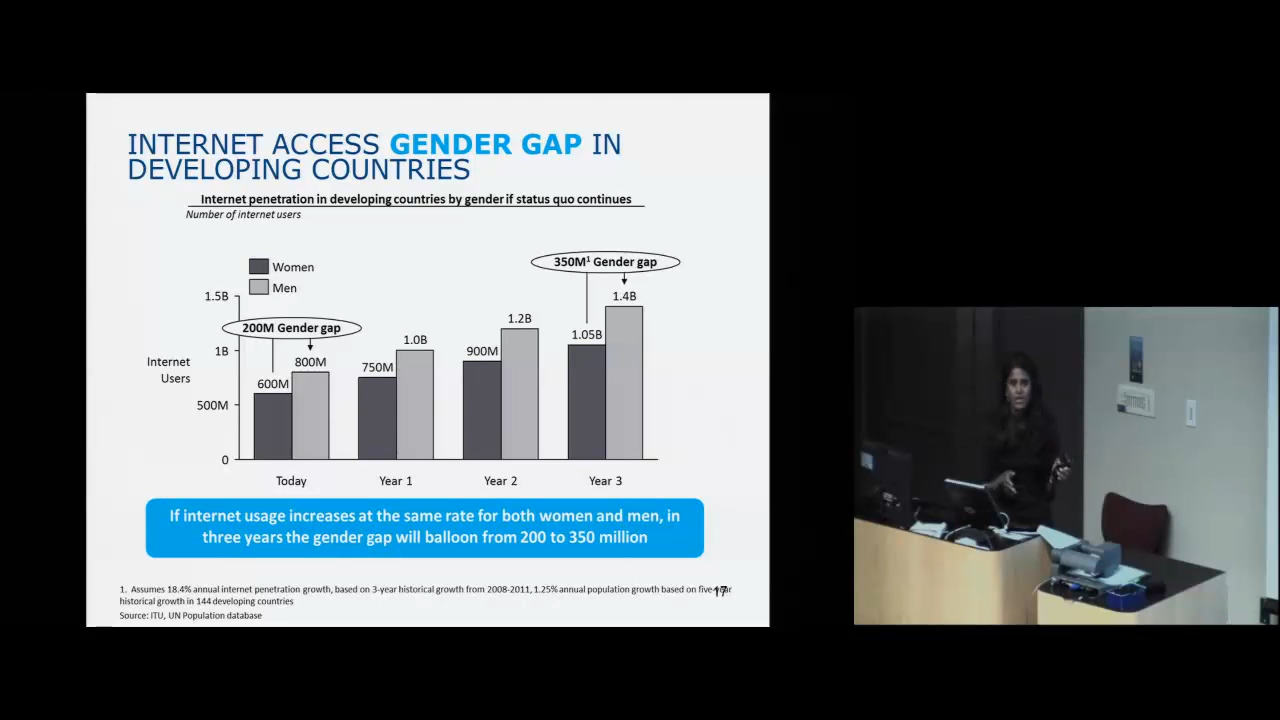 INTERNET ACCESS GENDER GAP IN
DEVELOPING COUNTRIES
Internet penetration in developing countries by gender if status quo continues
Number of internet users
350M¹ Gender gap
Women
Men
1.5B
1.4B
200M Gender gap
1.2B
1.05B
1.0B
1B
900M
800M
750M
600M
Internet
Users
500M
0
Today
Year 1
Year 2
Year 3
If internet usage increases at the same rate for both women and men, in
three years the gender gap will balloon from 200 to 350 million
1. Assumes 18.4% annual internet penetration growth, based on 3-year historical growth from 2008-2011, 1.25% annual population growth based on five-year
historical growth in 144 developing countries
17
Source: ITU, UN Population database